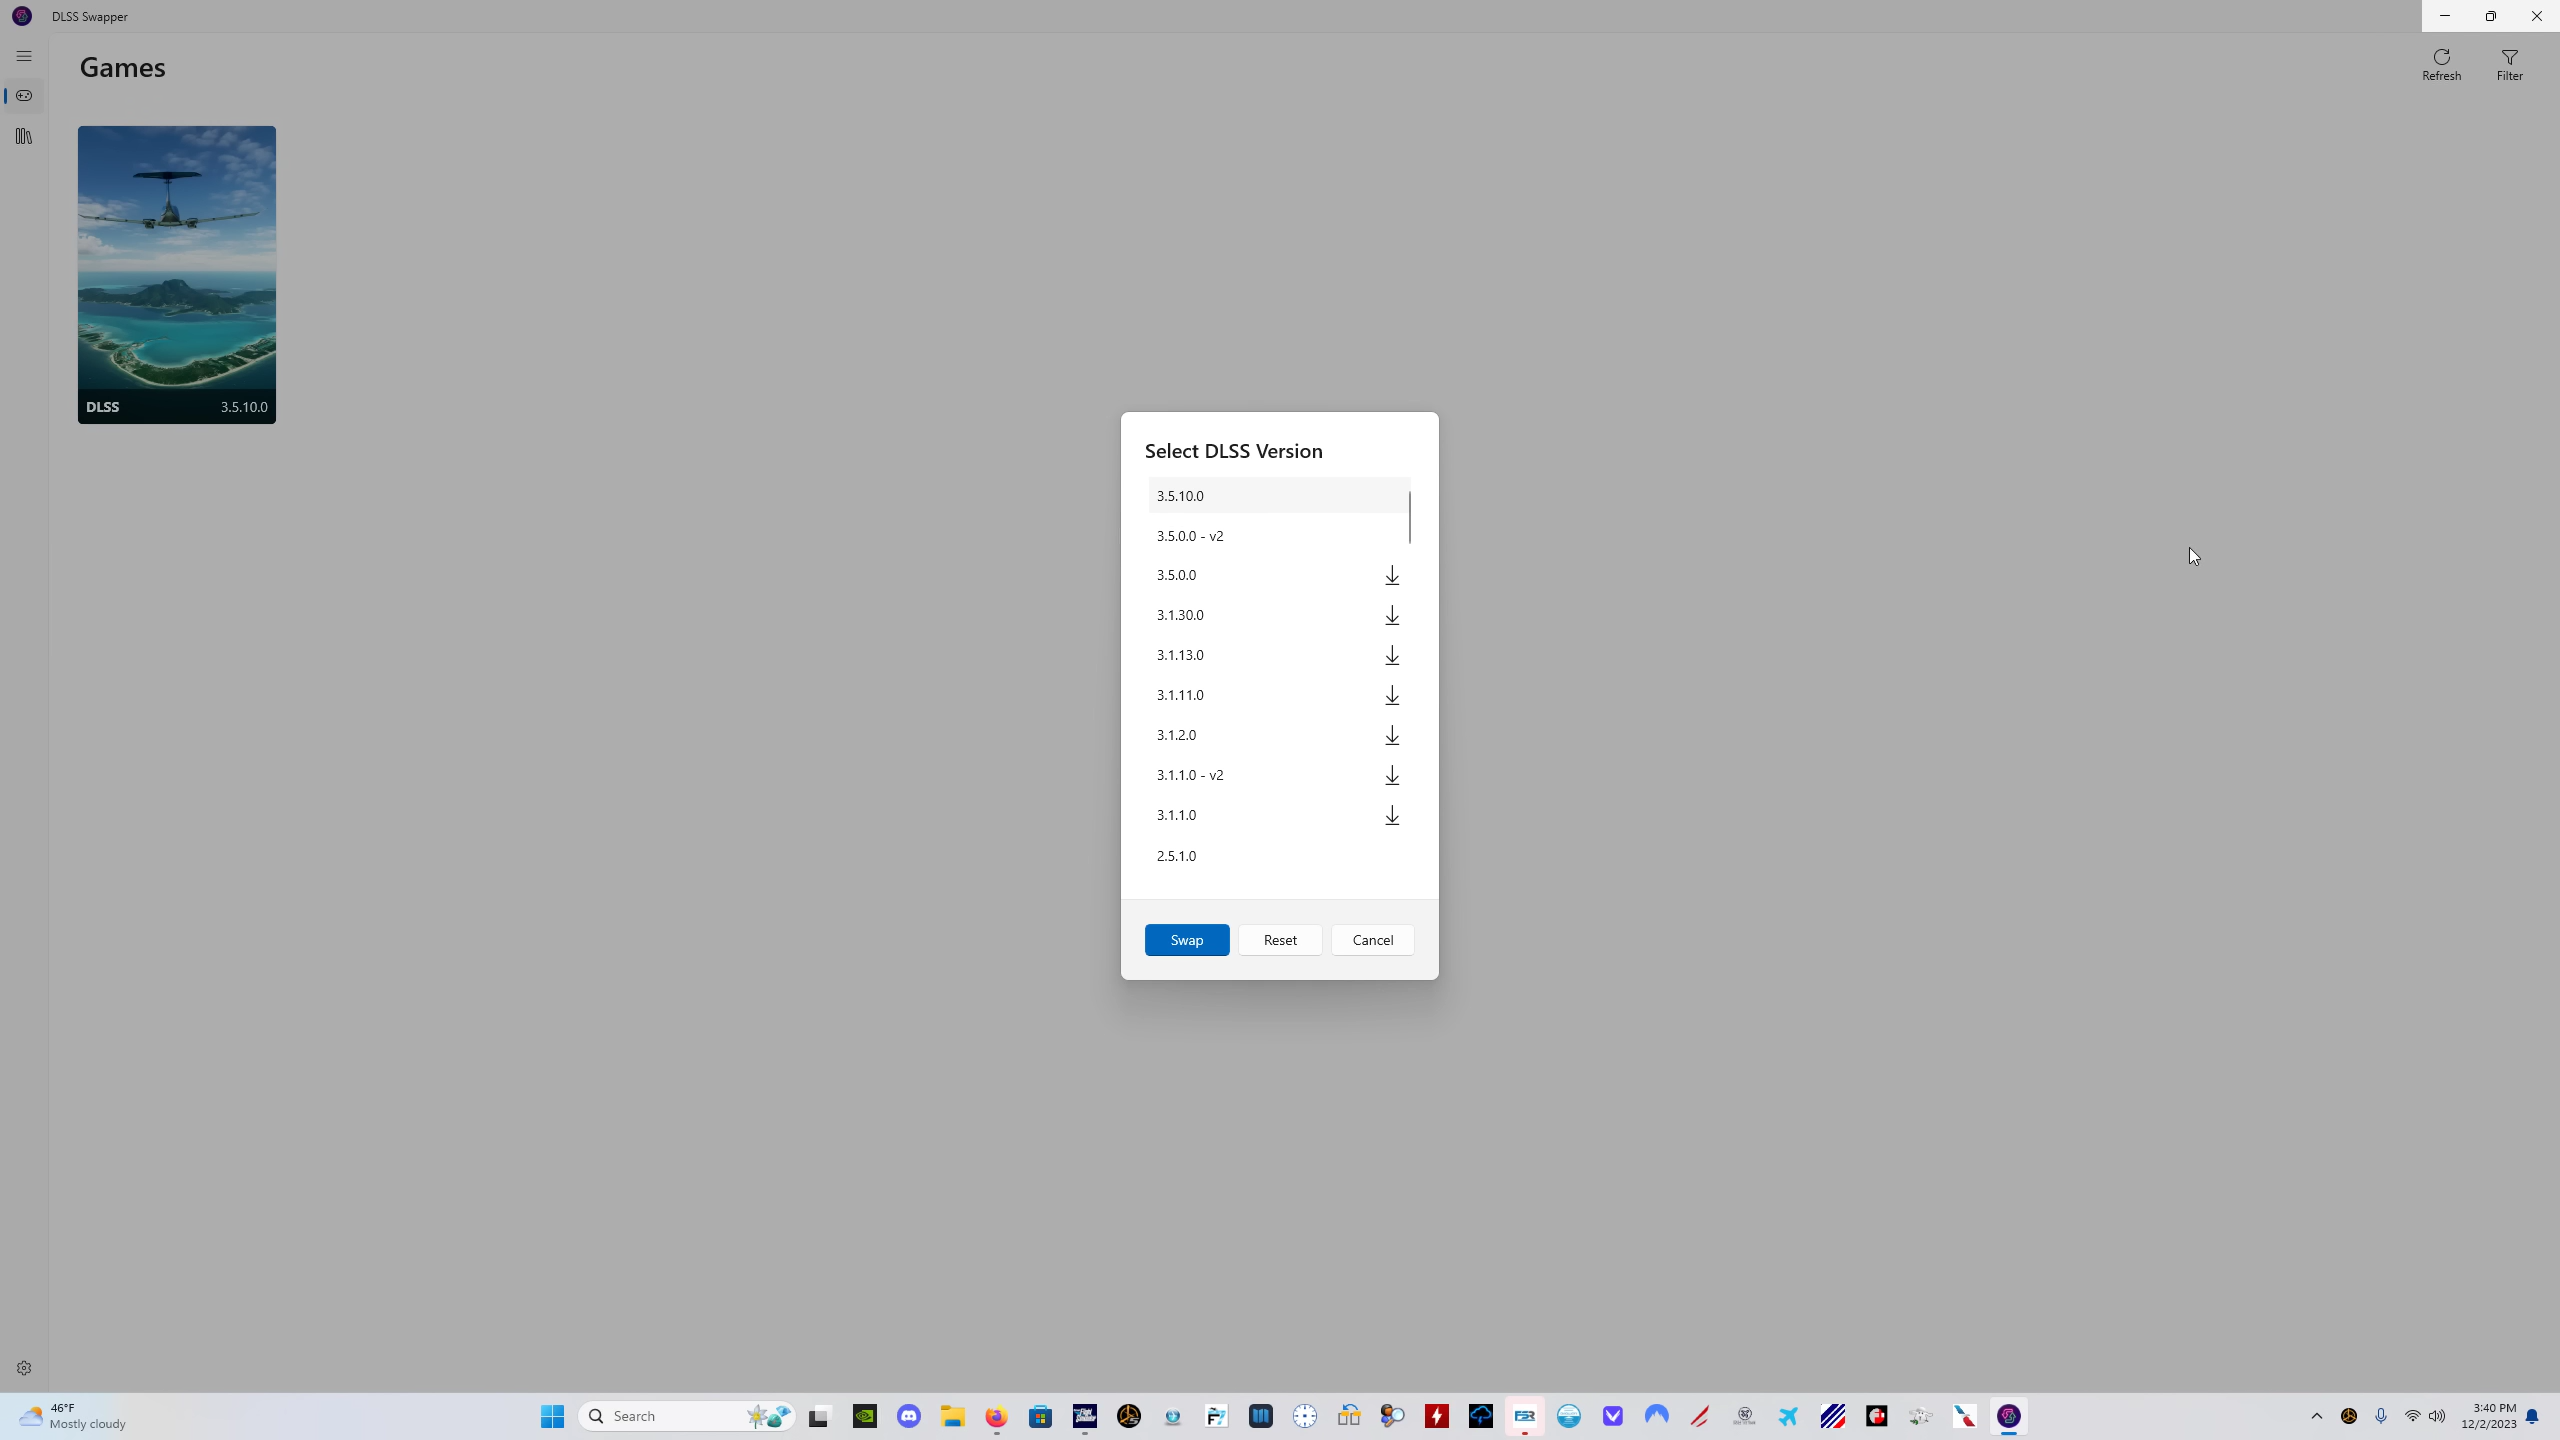 DLSS Swapper
Games
Refresh
Filter
DLSS 3.5.10.0
Select DLSS Version
3.5.10.0
3.5.0.0 - v2
3.5.0.0
3.1.30.0
3.1.13.0
3.1.11.0
3.1.2.0
3.1.1.0 - v2
3.1.1.0
2.5.1.0
Swap
Reset
Cancel
46°F
Mostly cloudy
Search
FSR
3:40 PM
12/2/2023